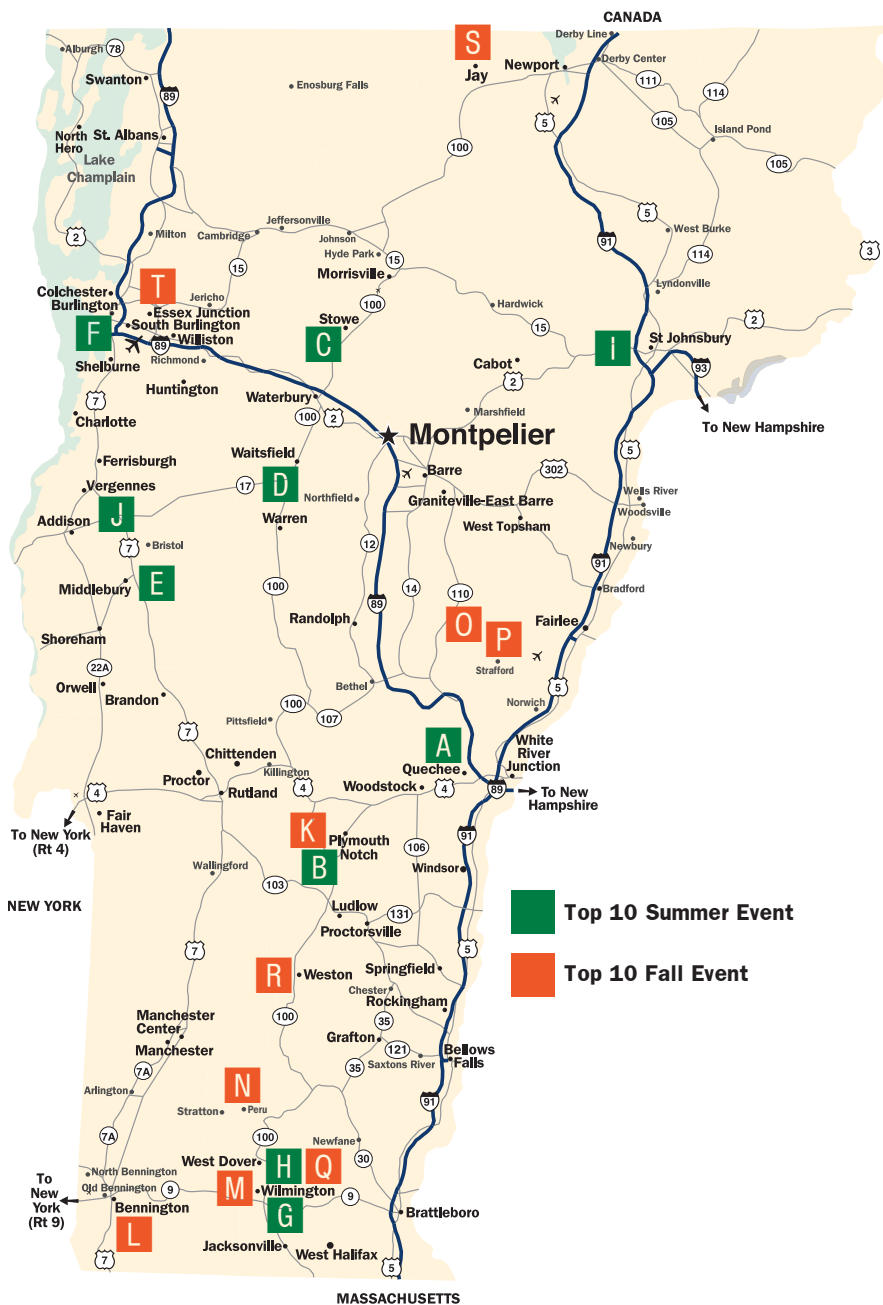 CANADA
Derby Line
S
Alburgh
78
Jay
Newport
Derby Center
Swanton
89
Enosburg Falls
111
114
5
105
North
Hero
St. Albans
Island Pond
Lake
Champlain
100
105
5
2
Milton
Cambridge
Jeffersonville
Johnson
West Burke
91
Hyde Park
15
114
3
15
Morrisville
T
Jericho
Lyndonville
Colchester
Burlington
Essex Junction
100
Hardwick
F
South Burlington
Stowe
C
15
2
Williston
89
I
St Johnsbury
Shelburne
Richmond
Cabot
93
7
Huntington
2
Waterbury
Charlotte
100
2
Marshfield
To New Hampshire
Montpelier
5
Ferrisburgh
Waitsfield
Barre
302
Vergennes
17
D
Northfield
Graniteville-East Barre
Wells River
Woodsville
J
Addison
Warren
West Topsham
7
Bristol
12
Newbury
91
Middlebury
E
100
14
110
Bradford
89
Randolph
O
P
Fairlee
Shoreham
22A
Strafford
Orwell
Brandon
Bethel
5
100
107
Norwich
Pittsfield
7
A
White
River
Junction
Chittenden
Proctor
Killington
Quechee
4
Rutland
4
Woodstock
4
89
To New
Hampshire
Fair
Haven
To New York
(Rt 4)
K
Plymouth
Notch
91
106
B
Wallingford
Windsor
103
NEW YORK
Ludlow
131
Top 10 Summer Event
Proctorsville
7
5
R
Weston
Springfield
Top 10 Fall Event
Chester
Rockingham
100
Manchester
Center
35
Manchester
Grafton
121
Bellows
Falls
7A
35
Saxtons River
Arlington
N
91
Stratton
Peru
7A
100
Newfane
West Dover
30
To
New
York
(Rt 9)
North Bennington
H
Q
Old Bennington
9
M
Wilmington
9
Bennington
G
Brattleboro
L
Jacksonville
West Halifax
7
5
MASSACHUSETTS